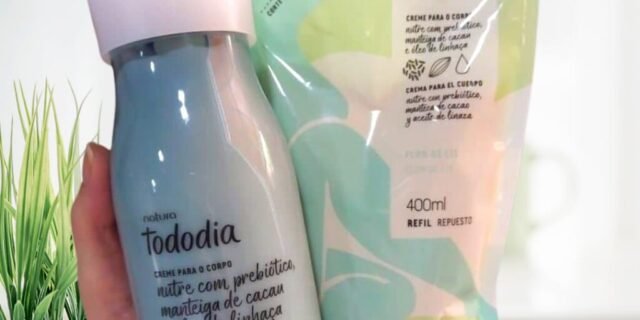 natura
tododia
CREME PARA O CORPO
nutre com prebiótico,
manteiga de cacau
CREME PARA O CORPO
nutre com prebiótico,
manteiga de cacau
e óleo de linhaça
CREMA PARA EL CUERPO
nutre con prebiótico,
manteca de cacao
y aceite de linaza
400ml
REFIL REPUESTO